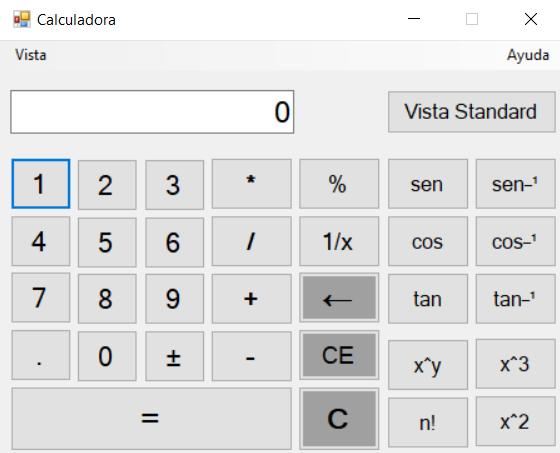 Calculadora
Vista Ayuda
0 Vista Standard
1 2 3 * % sen sen-¹
4 5 6 / 1/x cos cos-¹
7 8 9 + ← tan tan-¹
. 0 ± - CE x^y x^3
= C n! x^2